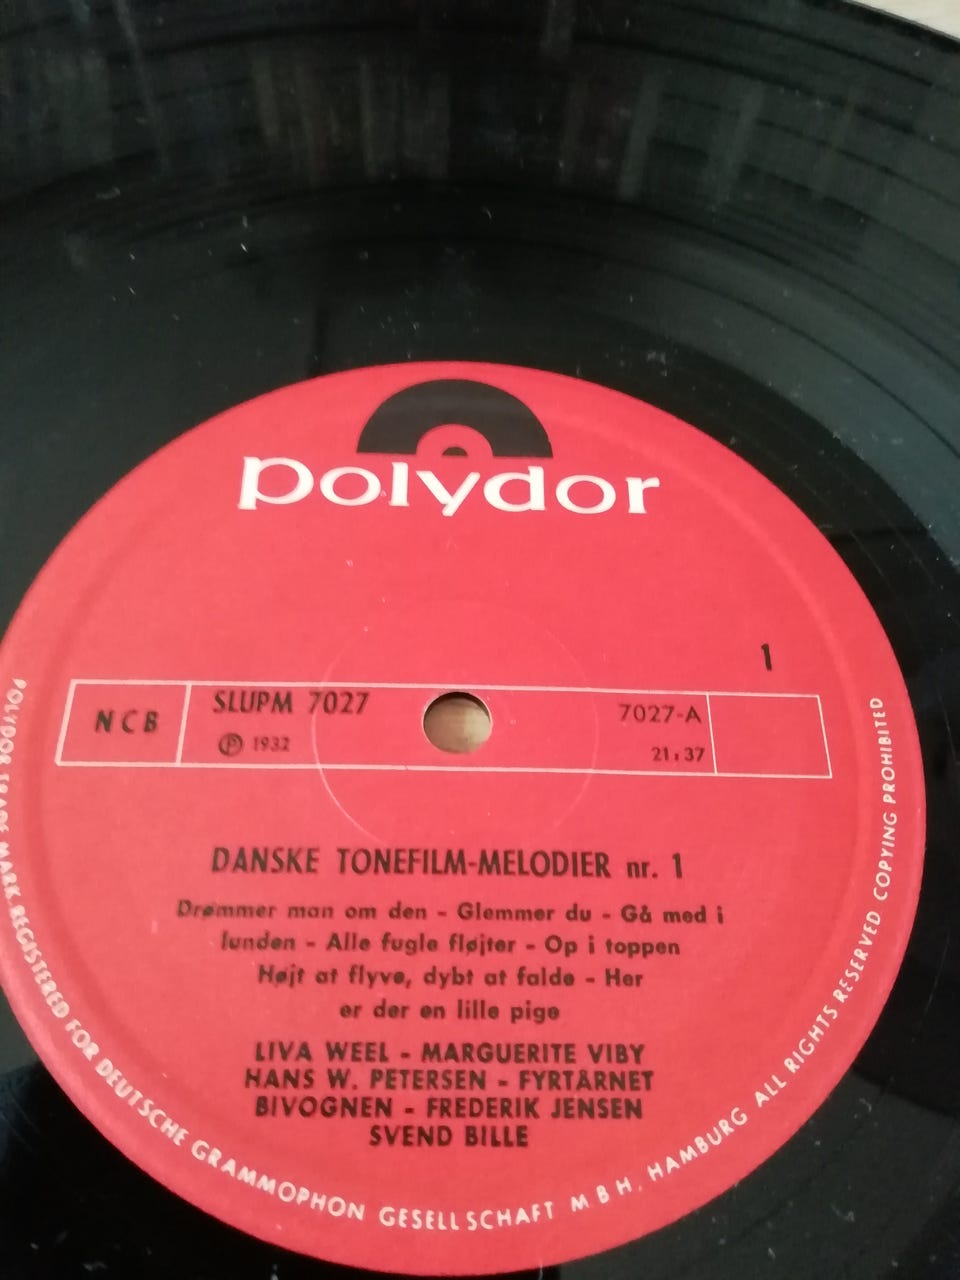 polydor
1
NCB
SLUPM 7027
Ⓟ 1932
7027-A
21:37
DANSKE TONEFILM-MELODIER nr. 1
Drømmer man om den - Glemmer du - Gå med i
lunden - Alle fugle fløjter - Op i toppen
Højt at flyve, dybt at falde - Her
er der en lille pige
LIVA WEEL - MARGUERITE VIBY
HANS W. PETERSEN - FYRTÅRNET
BIVOGNEN - FREDERIK JENSEN
SVEND BILLE
POLYDOR TRADE MARK REGISTERED FOR DEUTSCHE GRAMMOPHON GESELLSCHAFT M B H, HAMBURG ALL RIGHTS RESERVED COPYING PROHIBITED